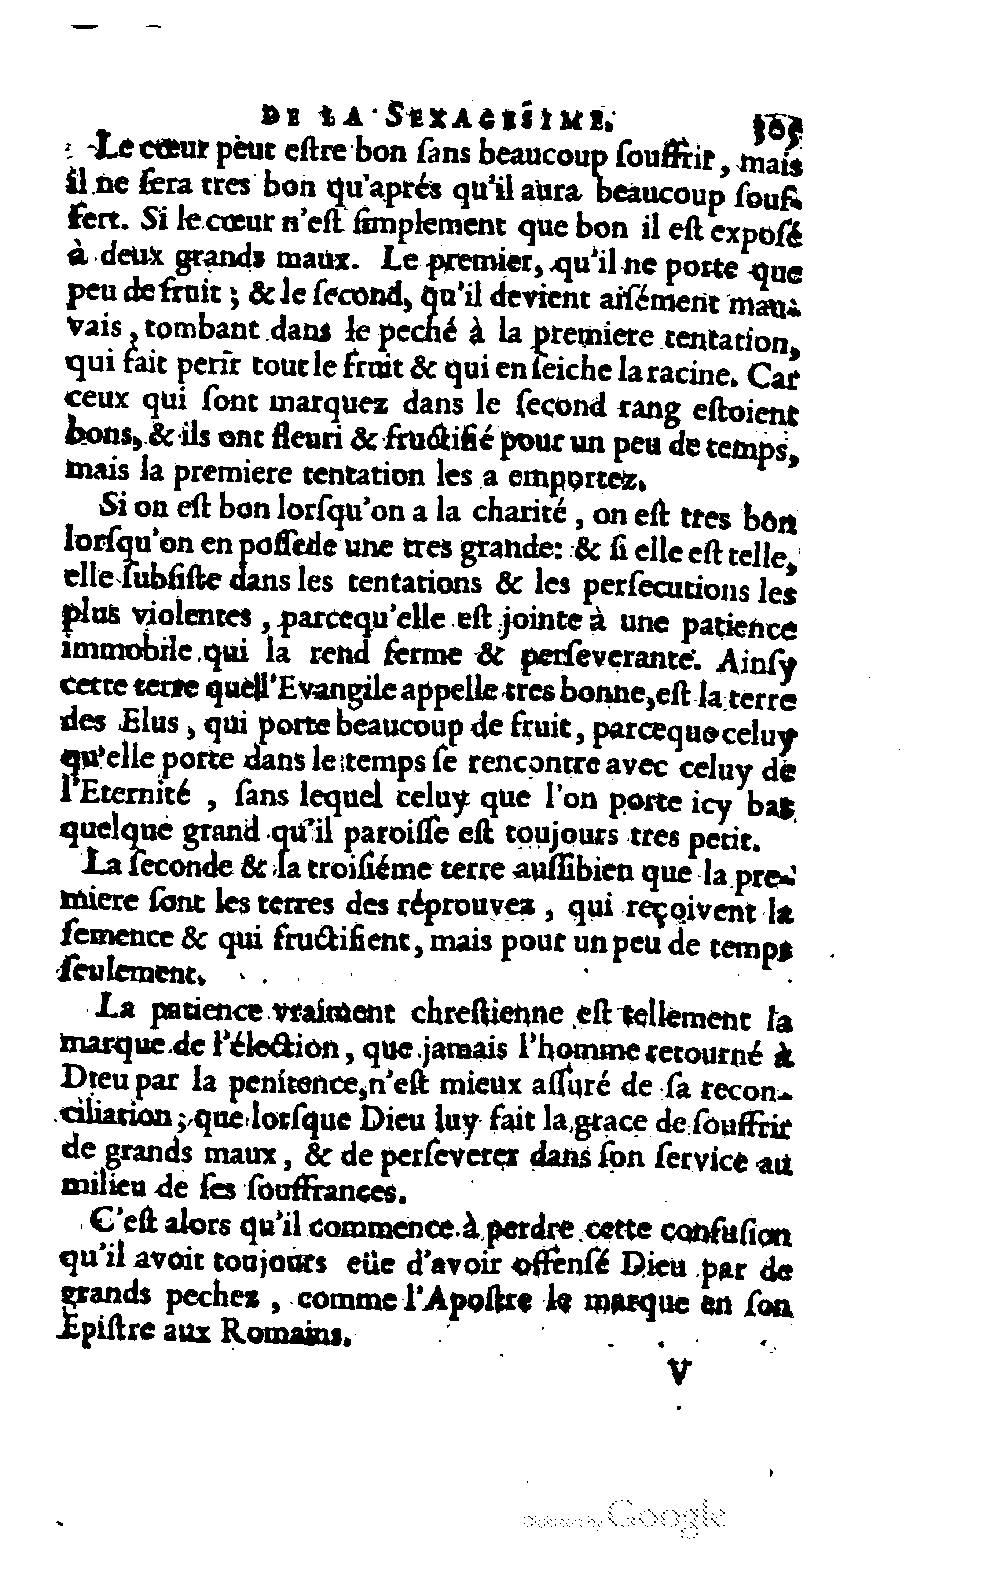 DE LA SEXAGESIME. 305
Le cœur peut eſtre bon ſans beaucoup ſouffrir, mais
il ne ſera tres bon qu'aprés qu'il aura beaucoup ſouf-
fert. Si le cœur n'eſt ſimplement que bon il eſt expoſé
à deux grands maux. Le premier, qu'il ne porte que
peu de fruit; & le ſecond, qu'il devient aiſément mau-
vais, tombant dans le peché à la premiere tentation,
qui fait perir tout le fruit & qui en ſeiche la racine. Car
ceux qui ſont marquez dans le ſecond rang eſtoient
bons, & ils ont fleuri & fructifié pour un peu de temps,
mais la premiere tentation les a emportez.
Si on eſt bon lorſqu'on a la charité, on eſt tres bon
lorſqu'on en poſſede une tres grande: & ſi elle eſt telle,
elle ſubſiſte dans les tentations & les perſecutions les
plus violentes, parcequ'elle eſt jointe à une patience
immobile qui la rend ferme & perſeverante. Ainſy
cette terre que l'Evangile appelle tres bonne, eſt la terre
des Elus, qui porte beaucoup de fruit, parceque celuy
qu'elle porte dans le temps ſe rencontre avec celuy de
l'Eternité, ſans lequel celuy que l'on porte icy bas
quelque grand qu'il paroiſſe eſt toujours tres petit.
La ſeconde & la troiſiéme terre auſſibien que la pre-
miere ſont les terres des réprouvez, qui reçoivent la
ſemence & qui fructifient, mais pour un peu de temps
ſeulement.
La patience vraiment chreſtienne eſt tellement la
marque de l'élection, que jamais l'homme retourné à
Dieu par la penitence, n'eſt mieux aſſuré de ſa recon-
ciliation; que lorſque Dieu luy fait la grace de ſouffrir
de grands maux, & de perſeverer dans ſon ſervice au
milieu de ſes ſouffrances.
C'eſt alors qu'il commence à perdre cette confuſion
qu'il avoit toujours eüe d'avoir offenſé Dieu par de
grands pechez, comme l'Apoſtre le marque en ſon
Epiſtre aux Romains.
V
Digitized by Google